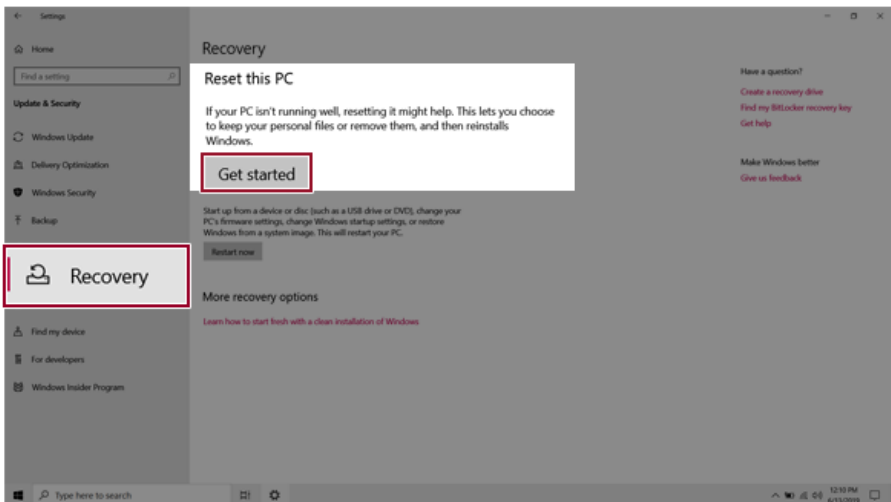 Settings
Home
Find a setting
Update & Security
Windows Update
Delivery Optimization
Windows Security
Backup
Recovery
Find my device
For developers
Windows Insider Program
Recovery
Reset this PC
If your PC isn't running well, resetting it might help. This lets you choose
to keep your personal files or remove them, and then reinstalls
Windows.
Get started
Start up from a device or disc (such as a USB drive or DVD), change your
PC's firmware settings, change Windows startup settings, or restore
Windows from a system image. This will restart your PC.
Restart now
More recovery options
Learn how to start fresh with a clean installation of Windows
Have a question?
Create a recovery drive
Find my BitLocker recovery key
Get help
Make Windows better
Give us feedback
Type here to search
12:10 PM
6/13/2019